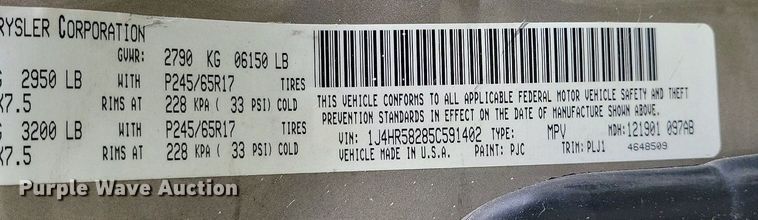 RYSLER CORPORATION
GVWR: 2790 KG 06150 LB
G 2950 LB WITH P245/65R17 TIRES
X7.5 RIMS AT 228 KPA ( 33 PSI) COLD
G 3200 LB WITH P245/65R17 TIRES
X7.5 RIMS AT 228 KPA ( 33 PSI) COLD
THIS VEHICLE CONFORMS TO ALL APPLICABLE FEDERAL MOTOR VEHICLE SAFETY AND THEFT
PREVENTION STANDARDS IN EFFECT ON THE DATE OF MANUFACTURE SHOWN ABOVE.
VIN: 1J4HR58285C591402 TYPE: MPV MDH: 121901 097AB
VEHICLE MADE IN U.S.A. PAINT: PJC TRIM: PLJ1 4648509
Purple Wave Auction